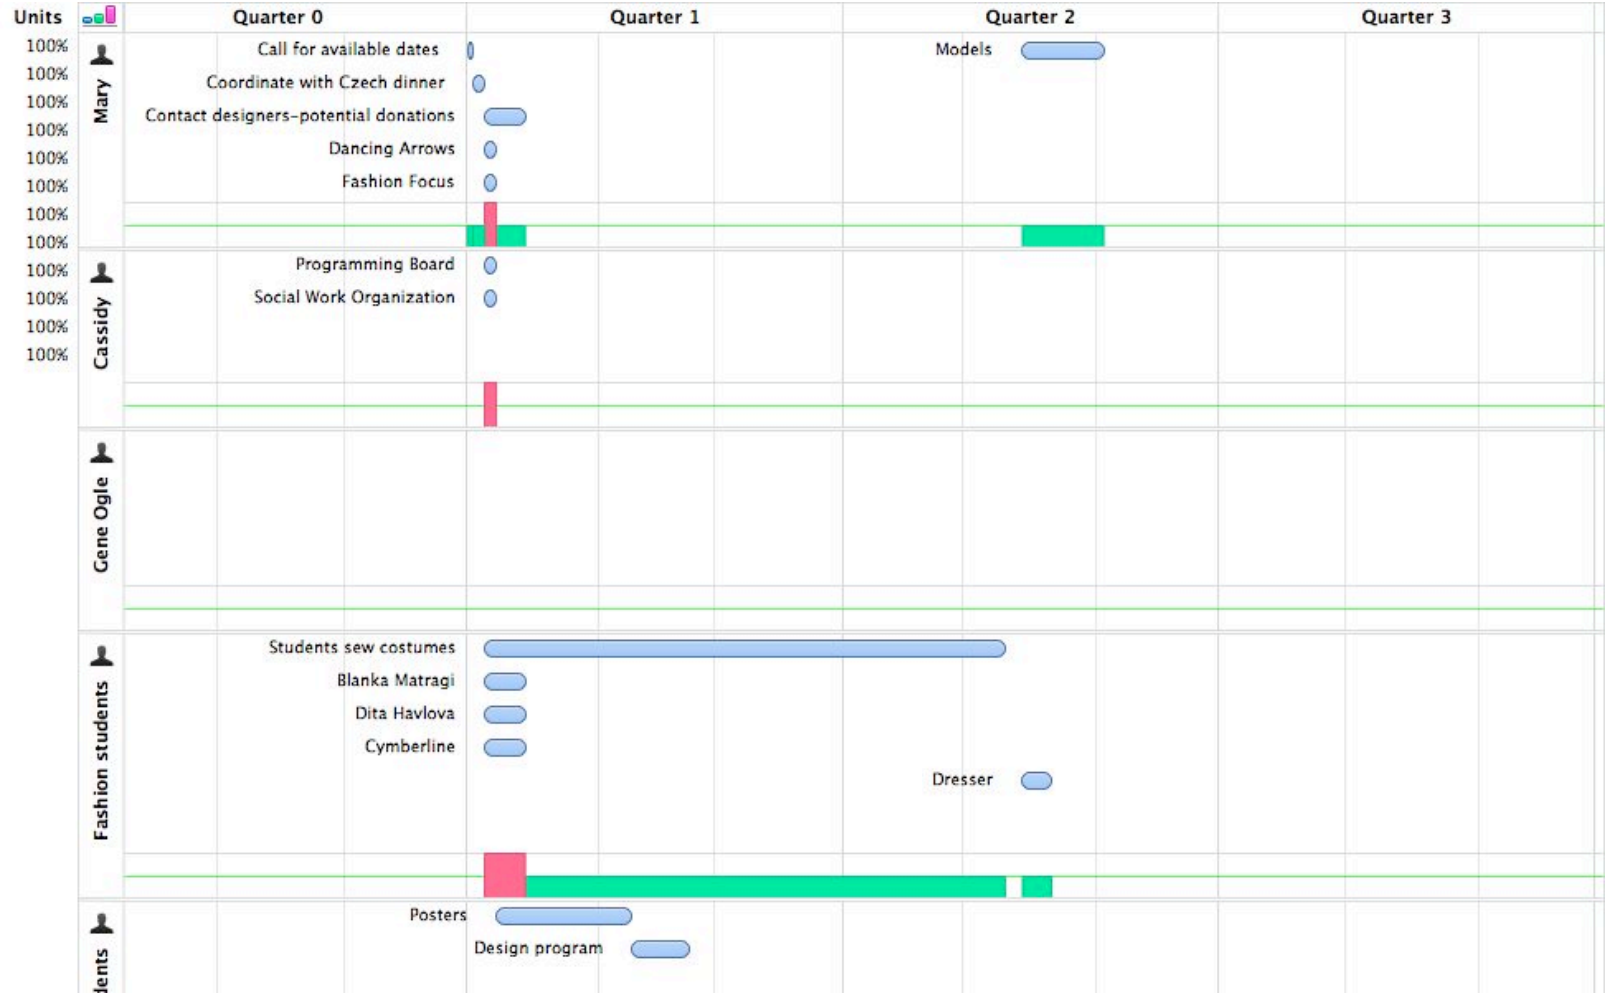 Units
Quarter 0
Quarter 1
Quarter 2
Quarter 3
100%
100%
100%
100%
100%
100%
100%
100%
100%
100%
100%
100%
Mary
Call for available dates
Models
Coordinate with Czech dinner
Contact designers-potential donations
Dancing Arrows
Fashion Focus
Cassidy
Programming Board
Social Work Organization
Gene Ogle
Fashion students
Students sew costumes
Blanka Matragi
Dita Havlova
Cymberline
Dresser
dents
Posters
Design program